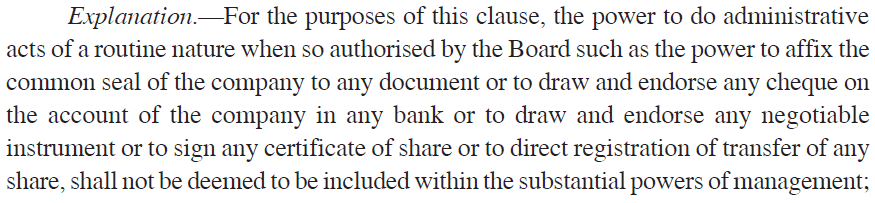 Explanation.—For the purposes of this clause, the power to do administrative
acts of a routine nature when so authorised by the Board such as the power to affix the
common seal of the company to any document or to draw and endorse any cheque on
the account of the company in any bank or to draw and endorse any negotiable
instrument or to sign any certificate of share or to direct registration of transfer of any
share, shall not be deemed to be included within the substantial powers of management;